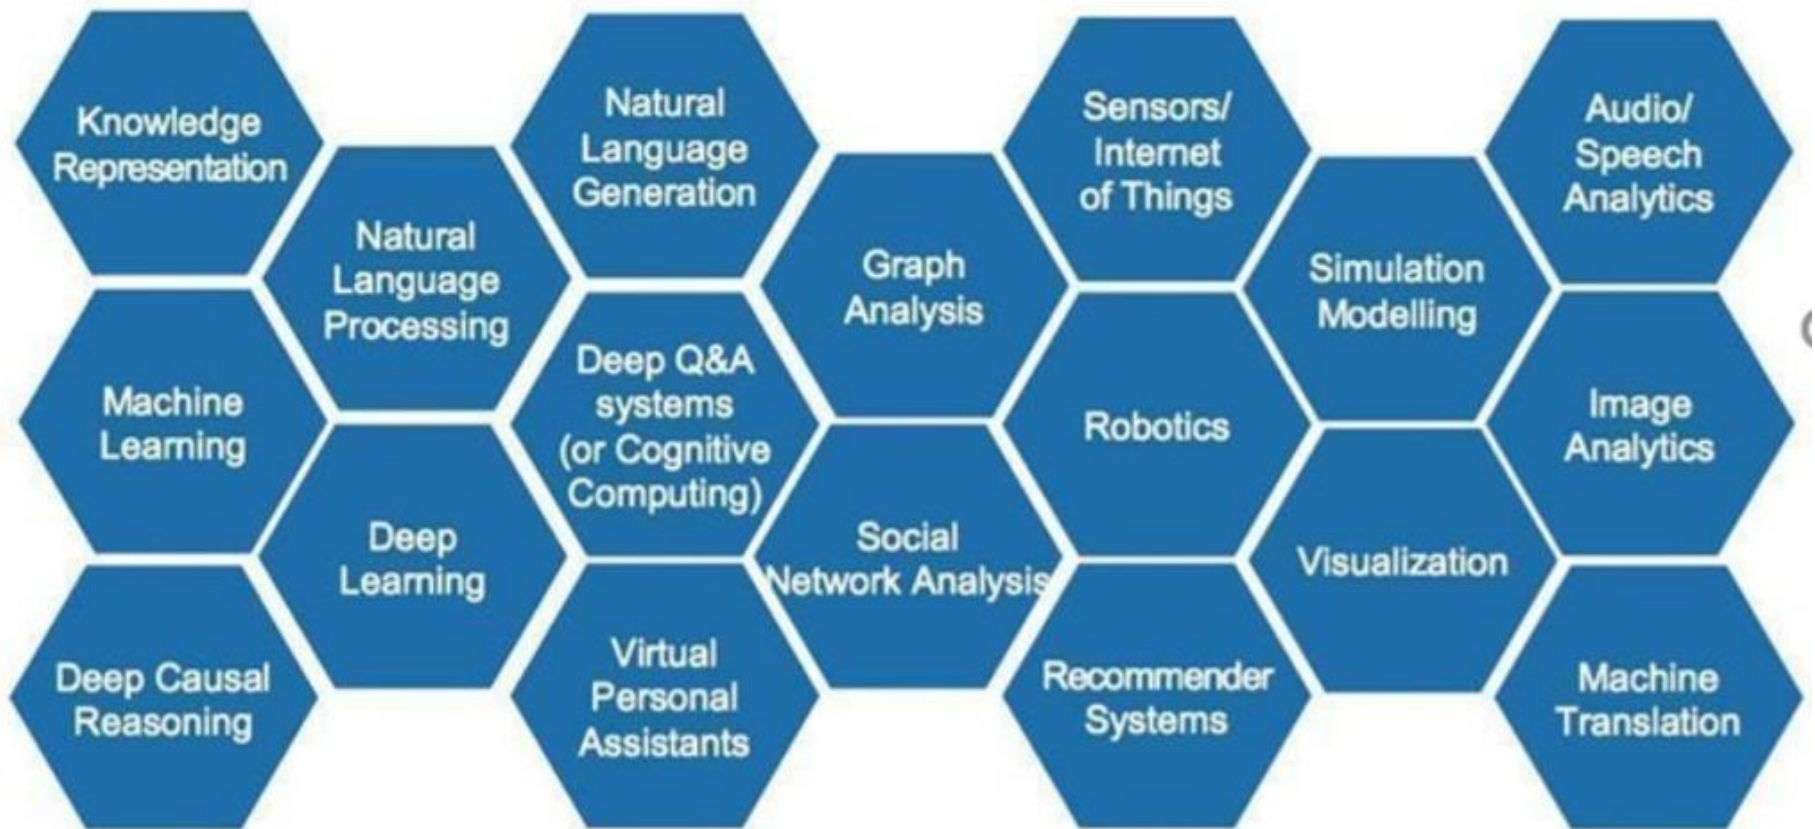 Knowledge
Representation
Machine
Learning
Deep Causal
Reasoning
Natural
Language
Processing
Deep
Learning
Natural
Language
Generation
Deep Q&A
systems
(or Cognitive
Computing)
Virtual
Personal
Assistants
Graph
Analysis
Social
Network Analysis
Sensors/
Internet
of Things
Robotics
Recommender
Systems
Simulation
Modelling
Visualization
Audio/
Speech
Analytics
Image
Analytics
Machine
Translation